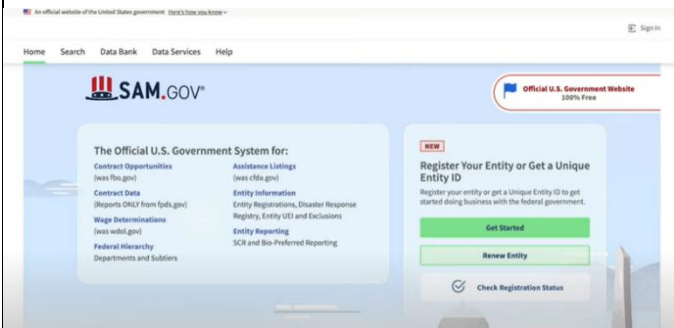 An official website of the United States government Here's how you know
Sign In
Home Search Data Bank Data Services Help
SAM.GOV®
Official U.S. Government Website
100% Free
The Official U.S. Government System for:
Contract Opportunities
(was fbo.gov)
Contract Data
(Reports ONLY from fpds.gov)
Wage Determinations
(was wdol.gov)
Federal Hierarchy
Departments and Subtiers
Assistance Listings
(was cfda.gov)
Entity Information
Entity Registrations, Disaster Response
Registry, Entity UEI and Exclusions
Entity Reporting
SCR and Bio-Preferred Reporting
NEW
Register Your Entity or Get a Unique
Entity ID
Register your entity or get a Unique Entity ID to get
started doing business with the federal government.
Get Started
Renew Entity
Check Registration Status